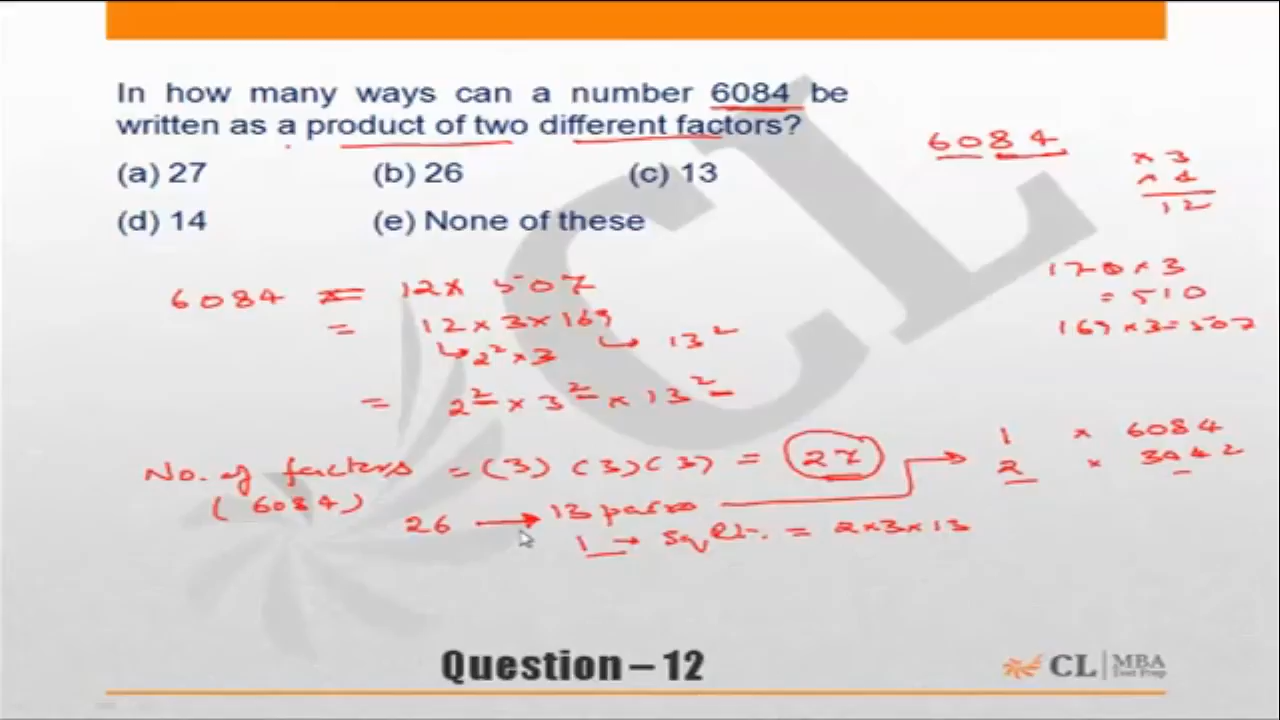 In how many ways can a number 6084 be
written as a product of two different factors?
(a) 27 (b) 26 (c) 13
(d) 14 (e) None of these
6084
× 3
× 4
12
6084 = 12 × 507
= 12 × 3 × 169
↳ 2² × 3 ↳ 13²
= 2² × 3² × 13²
170 × 3
= 510
169 × 3 = 507
No. of factors = (3) (3) (3) = 27
(6084)
26 → 13 pairs → 1 × 6084
2 × 3042
1 → Sq Rt. = 2×3×13
Question – 12
CL MBA
Test Prep
CL